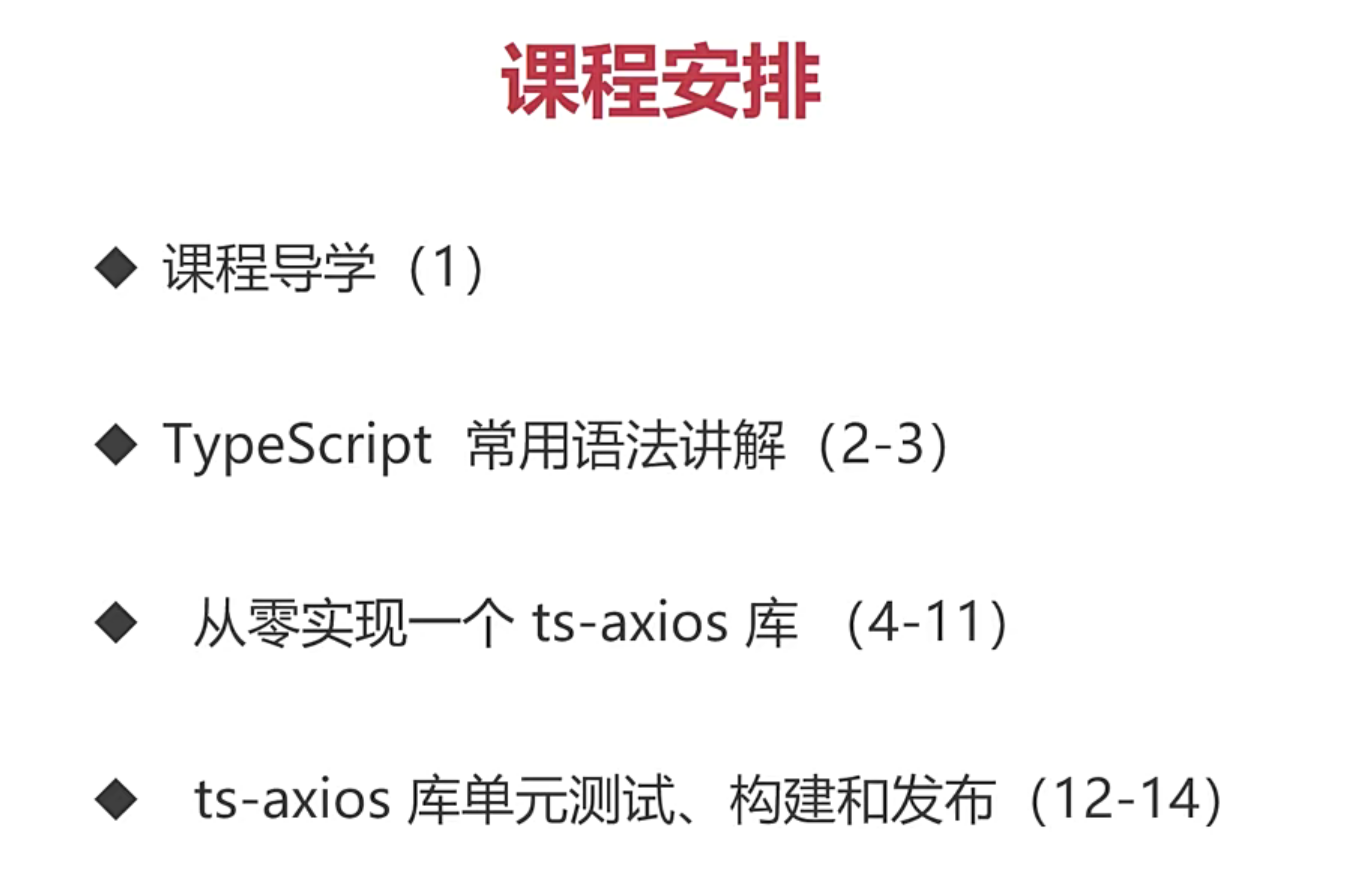 课程安排
◆ 课程导学（1）
◆ TypeScript 常用语法讲解（2-3）
◆ 从零实现一个 ts-axios 库 （4-11）
◆ ts-axios 库单元测试、构建和发布（12-14）